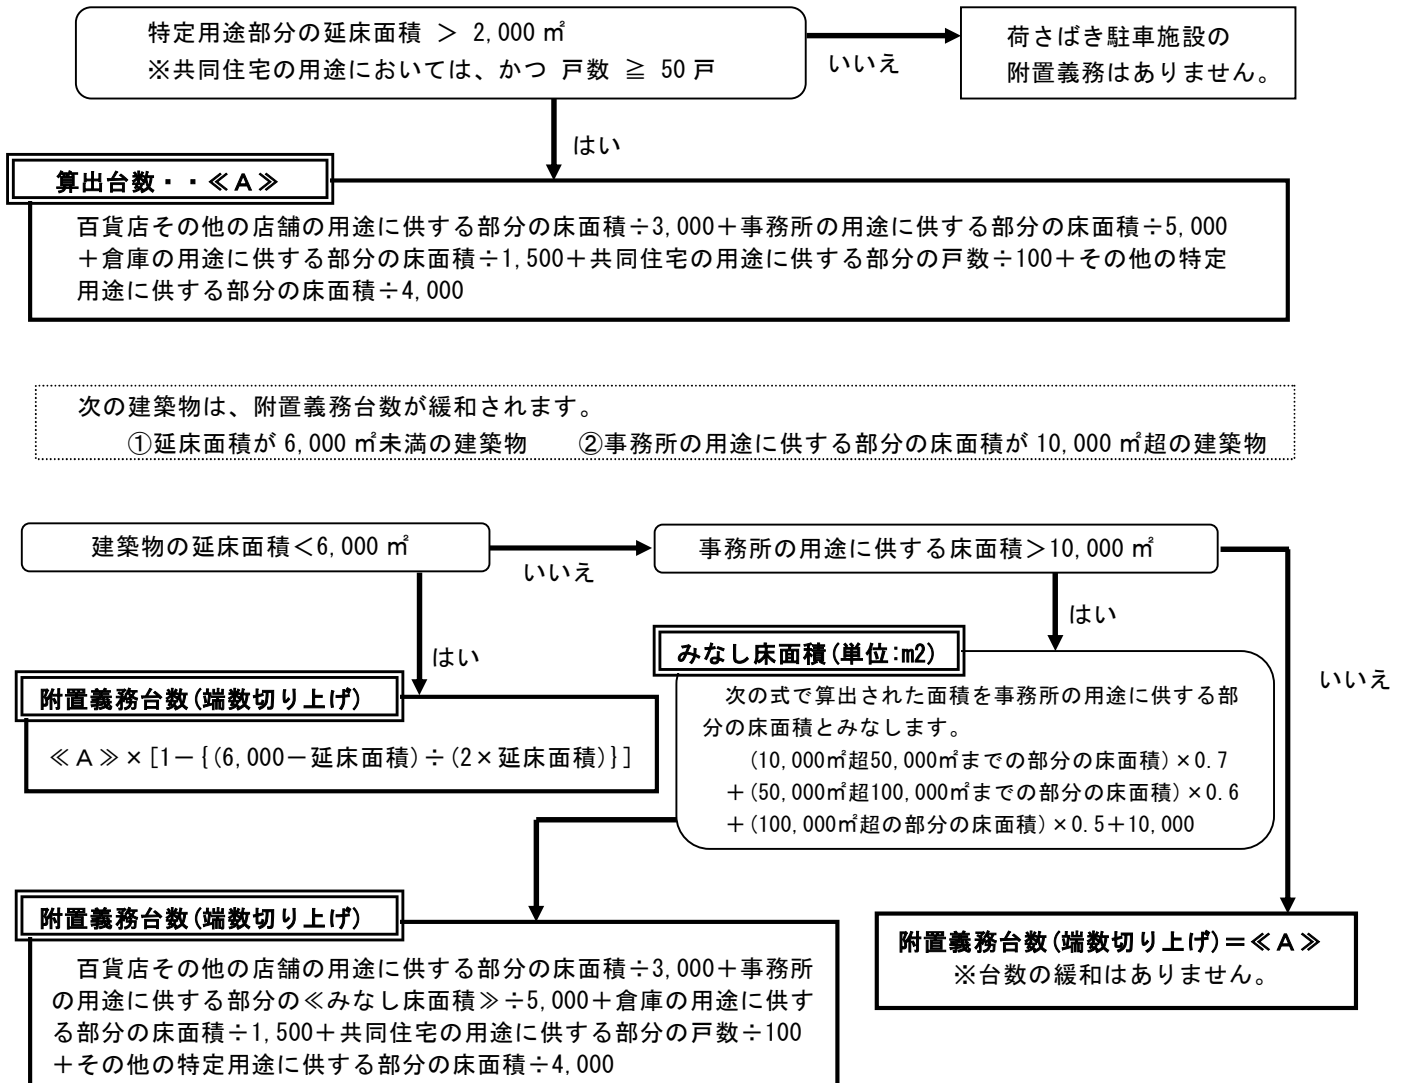 特定用途部分の延床面積 ＞ 2,000 ㎡
※共同住宅の用途においては、かつ 戸数 ≧ 50 戸
いいえ
荷さばき駐車施設の
附置義務はありません。
はい
算出台数・・≪Ａ≫
百貨店その他の店舗の用途に供する部分の床面積÷3,000＋事務所の用途に供する部分の床面積÷5,000
＋倉庫の用途に供する部分の床面積÷1,500＋共同住宅の用途に供する部分の戸数÷100＋その他の特定
用途に供する部分の床面積÷4,000
次の建築物は、附置義務台数が緩和されます。
①延床面積が 6,000 ㎡未満の建築物　　②事務所の用途に供する部分の床面積が 10,000 ㎡超の建築物
建築物の延床面積＜6,000 ㎡
いいえ
事務所の用途に供する床面積＞10,000 ㎡
はい
はい
いいえ
みなし床面積(単位:m2)
次の式で算出された面積を事務所の用途に供する部
分の床面積とみなします。
(10,000㎡超50,000㎡までの部分の床面積)×0.7
＋(50,000㎡超100,000㎡までの部分の床面積)×0.6
＋(100,000㎡超の部分の床面積)×0.5＋10,000
附置義務台数(端数切り上げ)
≪Ａ≫×[1－{(6,000－延床面積)÷(2×延床面積)}]
附置義務台数(端数切り上げ)
百貨店その他の店舗の用途に供する部分の床面積÷3,000＋事務所
の用途に供する部分の≪みなし床面積≫÷5,000＋倉庫の用途に供す
る部分の床面積÷1,500＋共同住宅の用途に供する部分の戸数÷100
＋その他の特定用途に供する部分の床面積÷4,000
附置義務台数(端数切り上げ)＝≪Ａ≫
※台数の緩和はありません。